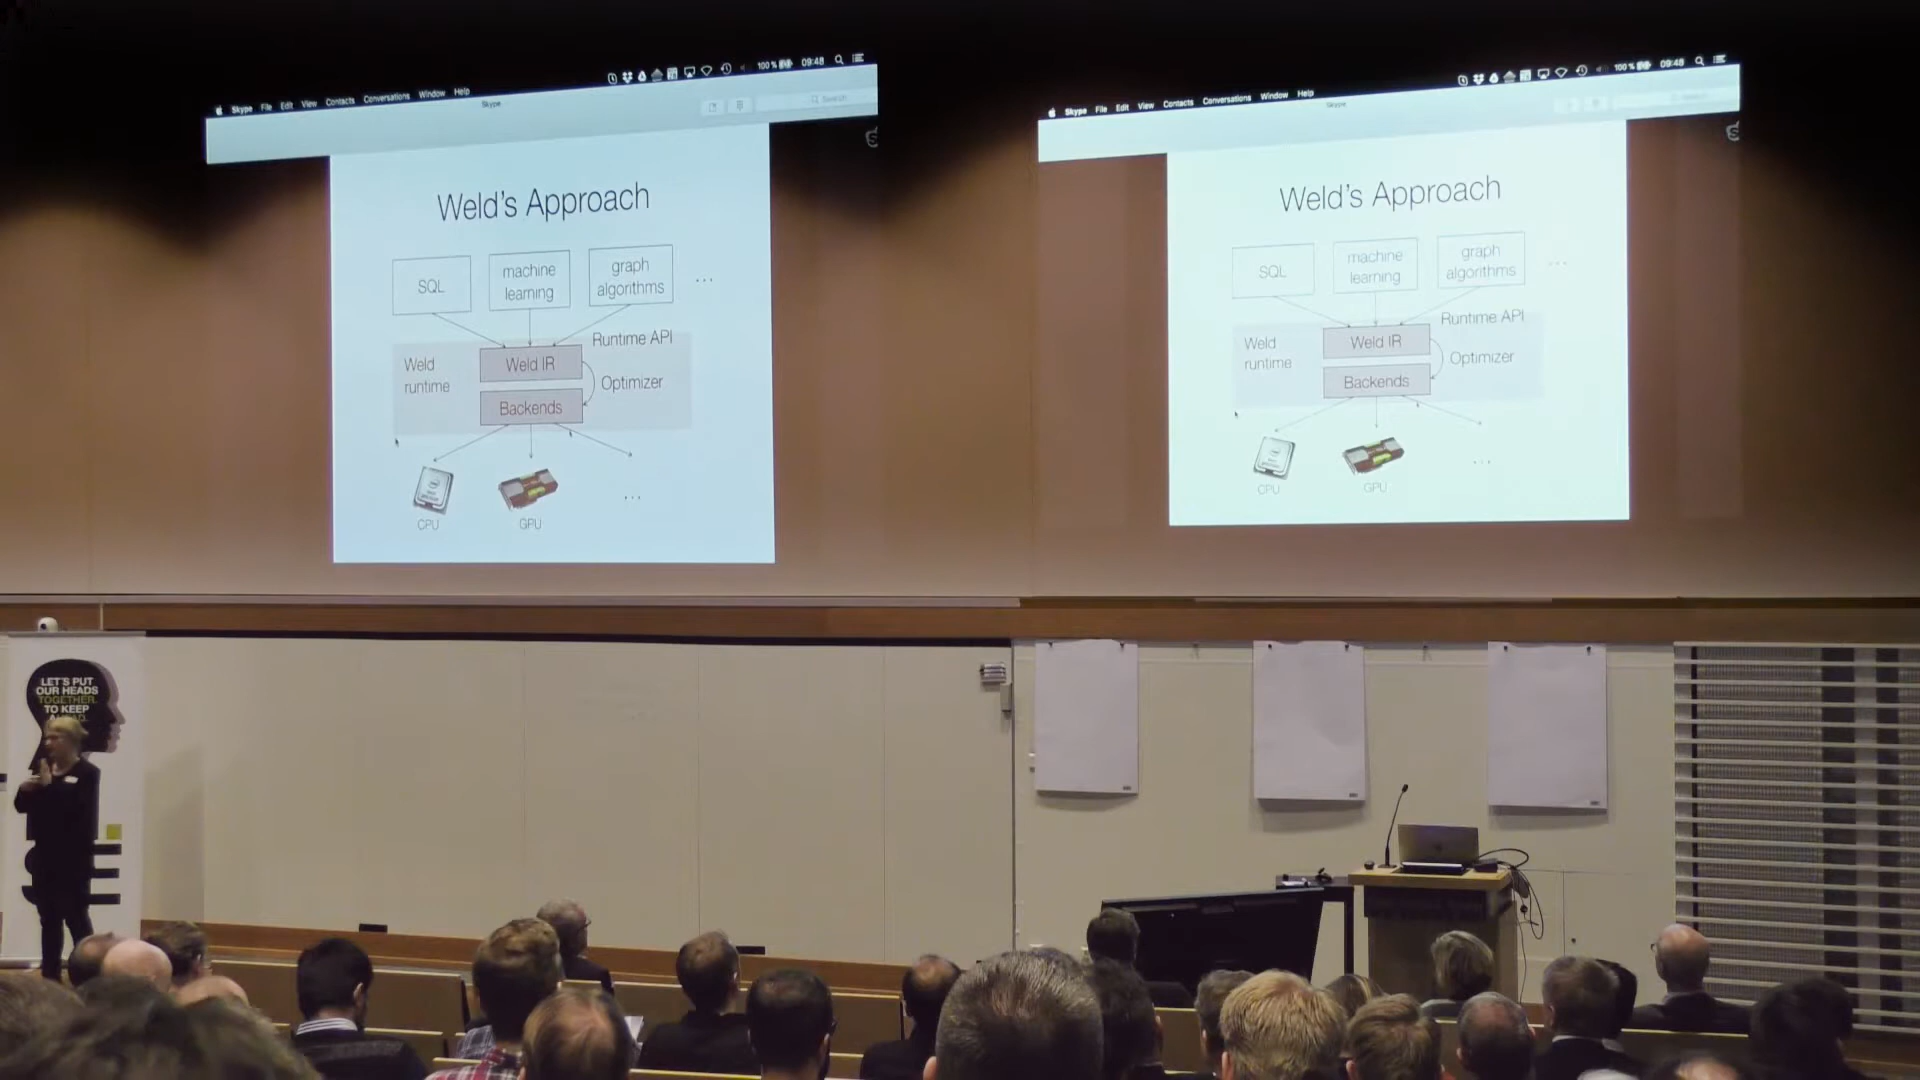 Skype File Edit View Contacts Conversations Window Help
100 % 09:48
Skype
Search
Weld's Approach
SQL
machine
learning
graph
algorithms
...
Runtime API
Weld
runtime
Weld IR
Optimizer
Backends
...
CPU
GPU
Skype File Edit View Contacts Conversations Window Help
100 % 09:48
Skype
Weld's Approach
SQL
machine
learning
graph
algorithms
...
Runtime API
Weld
runtime
Weld IR
Optimizer
Backends
...
CPU
GPU
LET'S PUT
OUR HEADS
TOGETHER.
TO KEEP